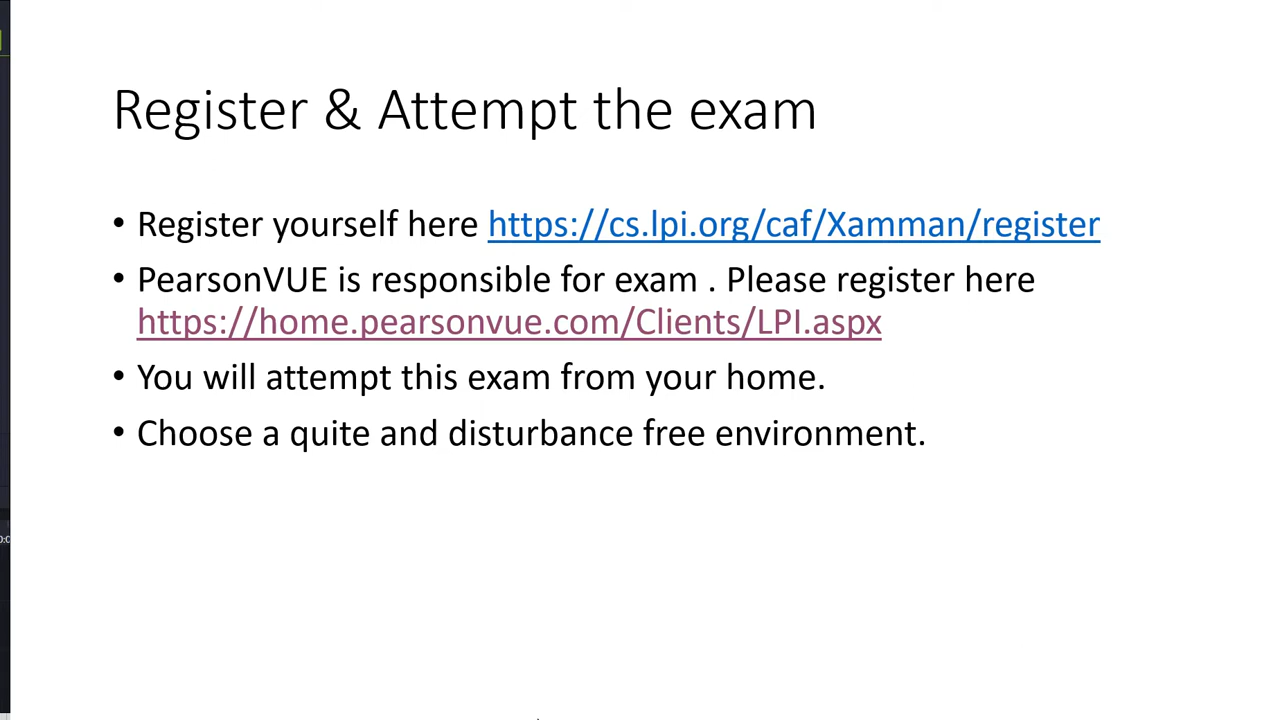 Register & Attempt the exam
• Register yourself here https://cs.lpi.org/caf/Xamman/register
• PearsonVUE is responsible for exam . Please register here
https://home.pearsonvue.com/Clients/LPI.aspx
• You will attempt this exam from your home.
• Choose a quite and disturbance free environment.